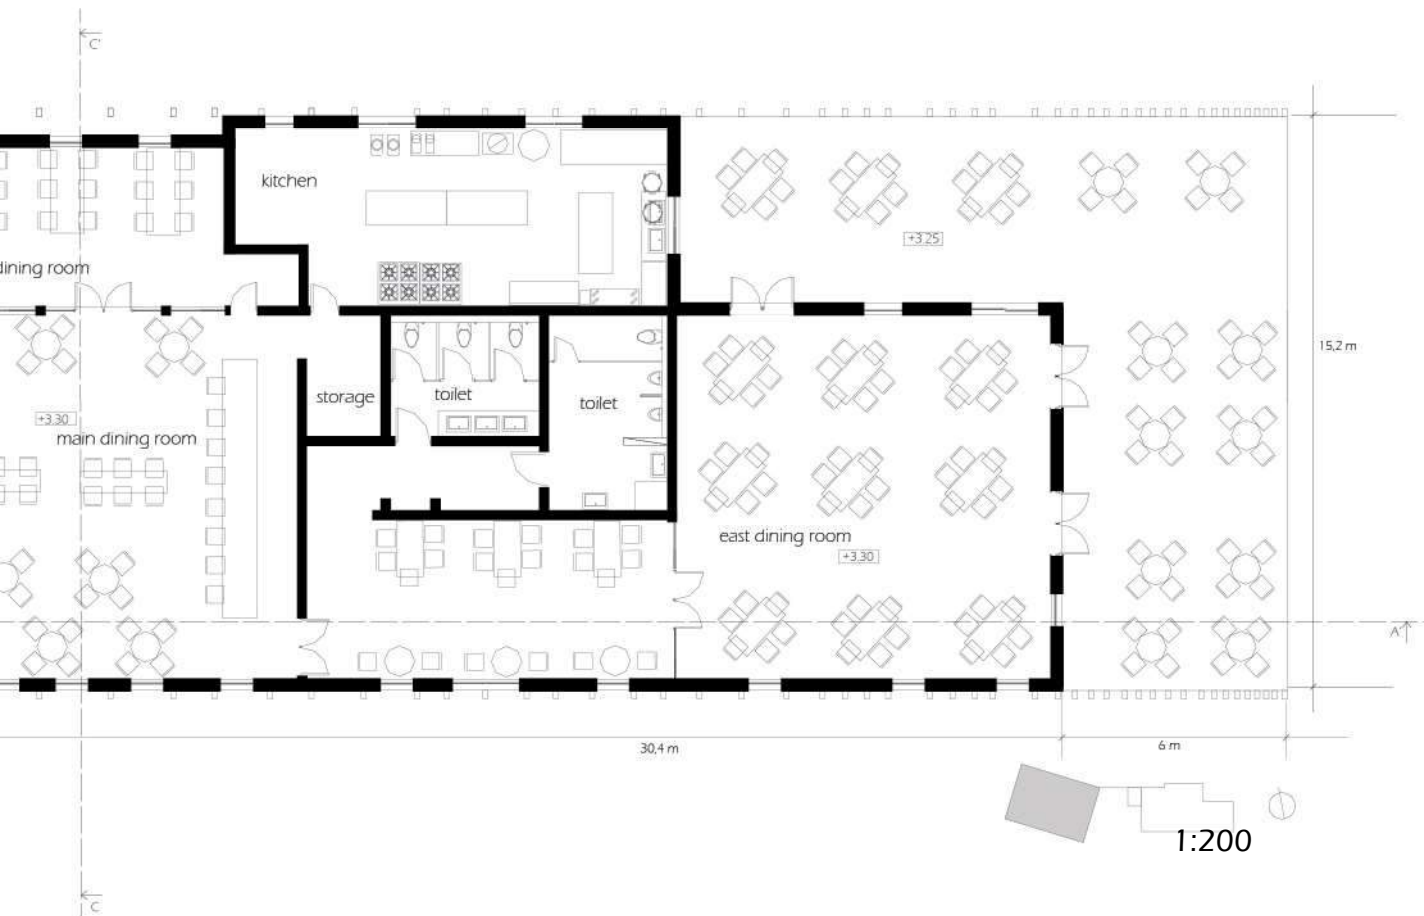 C'
kitchen
+3.25
dining room
15,2 m
storage
toilet
toilet
+3.30
main dining room
east dining room
+3.30
A'
30,4 m
6 m
1:200
C